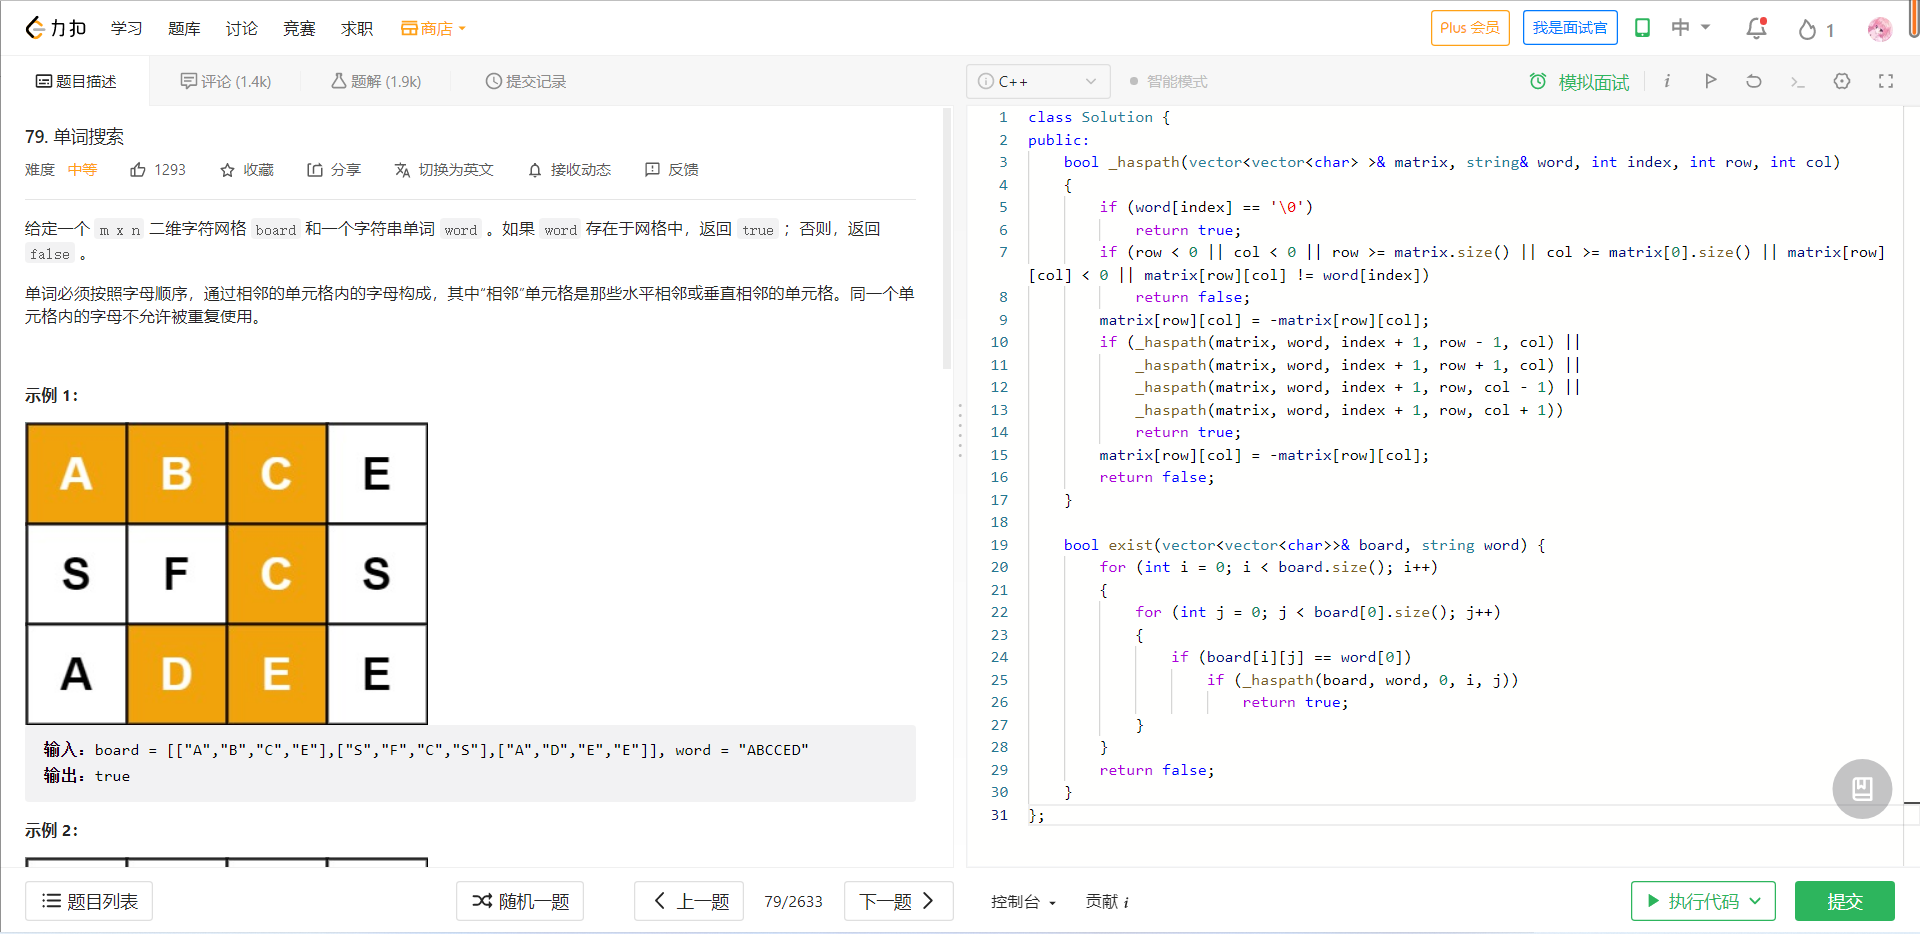 力扣 学习 题库 讨论 竞赛 求职 商店 Plus 会员 我是面试官 中 1
题目描述 评论 (1.4k) 题解 (1.9k) 提交记录
79. 单词搜索
难度 中等 1293 收藏 分享 切换为英文 接收动态 反馈
给定一个 m x n 二维字符网格 board 和一个字符串单词 word 。如果 word 存在于网格中，返回 true ；否则，返回
false 。
单词必须按照字母顺序，通过相邻的单元格内的字母构成，其中“相邻”单元格是那些水平相邻或垂直相邻的单元格。同一个单
元格内的字母不允许被重复使用。
示例 1：
A B C E
S F C S
A D E E
输入：board = [["A","B","C","E"],["S","F","C","S"],["A","D","E","E"]], word = "ABCCED"
输出：true
示例 2：
题目列表 随机一题 上一题 79/2633 下一题
i C++ 智能模式 模拟面试 i
1 class Solution {
2 public:
3 bool _haspath(vector<vector<char> >& matrix, string& word, int index, int row, int col)
4 {
5 if (word[index] == '\0')
6 return true;
7 if (row < 0 || col < 0 || row >= matrix.size() || col >= matrix[0].size() || matrix[row]
[col] < 0 || matrix[row][col] != word[index])
8 return false;
9 matrix[row][col] = -matrix[row][col];
10 if (_haspath(matrix, word, index + 1, row - 1, col) ||
11 _haspath(matrix, word, index + 1, row + 1, col) ||
12 _haspath(matrix, word, index + 1, row, col - 1) ||
13 _haspath(matrix, word, index + 1, row, col + 1))
14 return true;
15 matrix[row][col] = -matrix[row][col];
16 return false;
17 }
18
19 bool exist(vector<vector<char>>& board, string word) {
20 for (int i = 0; i < board.size(); i++)
21 {
22 for (int j = 0; j < board[0].size(); j++)
23 {
24 if (board[i][j] == word[0])
25 if (_haspath(board, word, 0, i, j))
26 return true;
27 }
28 }
29 return false;
30 }
31 };
控制台 贡献 i 执行代码 提交